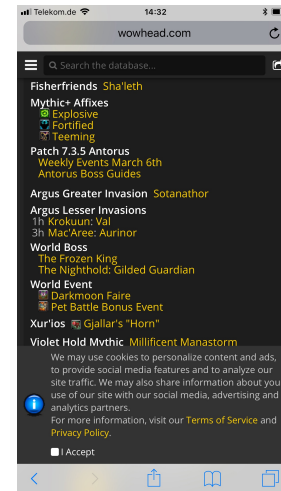 Telekom.de 14:32
wowhead.com
Search the database...
Fisherfriends Sha'leth
Mythic+ Affixes
Explosive
Fortified
Teeming
Patch 7.3.5 Antorus
Weekly Events March 6th
Antorus Boss Guides
Argus Greater Invasion Sotanathor
Argus Lesser Invasions
1h Krokuun: Val
3h Mac'Aree: Aurinor
World Boss
The Frozen King
The Nighthold: Gilded Guardian
World Event
Darkmoon Faire
Pet Battle Bonus Event
Xur'ios Gjallar's "Horn"
Violet Hold Mythic Millificent Manastorm
We may use cookies to personalize content and ads,
to provide social media features and to analyze our
site traffic. We may also share information about you
use of our site with our social media, advertising and
analytics partners.
For more information, visit our Terms of Service and
Privacy Policy.
I Accept